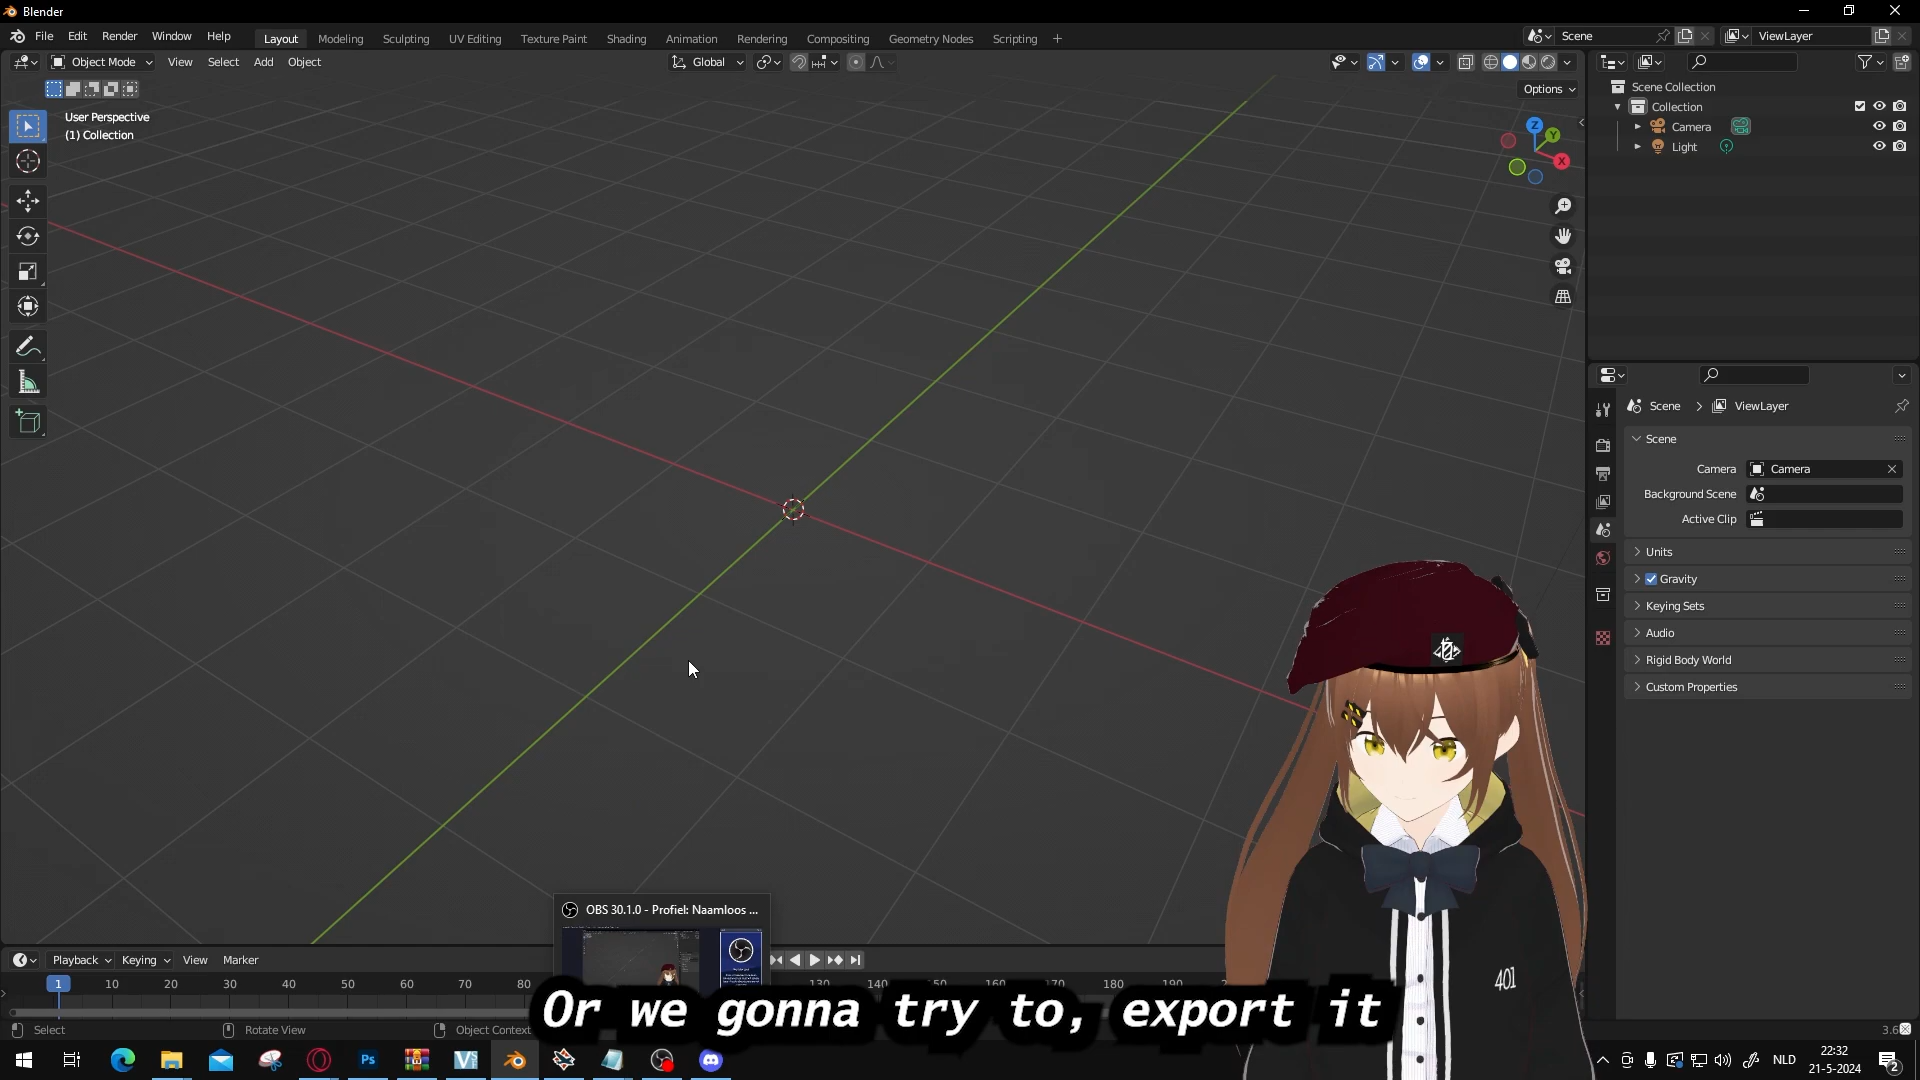 Blender
File Edit Render Window Help
Layout Modeling Sculpting UV Editing Texture Paint Shading Animation Rendering Compositing Geometry Nodes Scripting +
Scene
ViewLayer
Object Mode View Select Add Object
Global
Options
User Perspective
(1) Collection
Z
Y
X
Scene Collection
Collection
Camera
Light
Scene > ViewLayer
Scene
Camera Camera
Background Scene
Active Clip
Units
Gravity
Keying Sets
Audio
Rigid Body World
Custom Properties
401
OBS 30.1.0 - Profiel: Naamloos ...
Playback Keying View Marker
1 10 20 30 40 50 60 70 80 130 140 150 160 170 180 190
Or we gonna try to, export it
Select Rotate View Object Context
3.6
Ps
NLD
22:32
21-5-2024
2